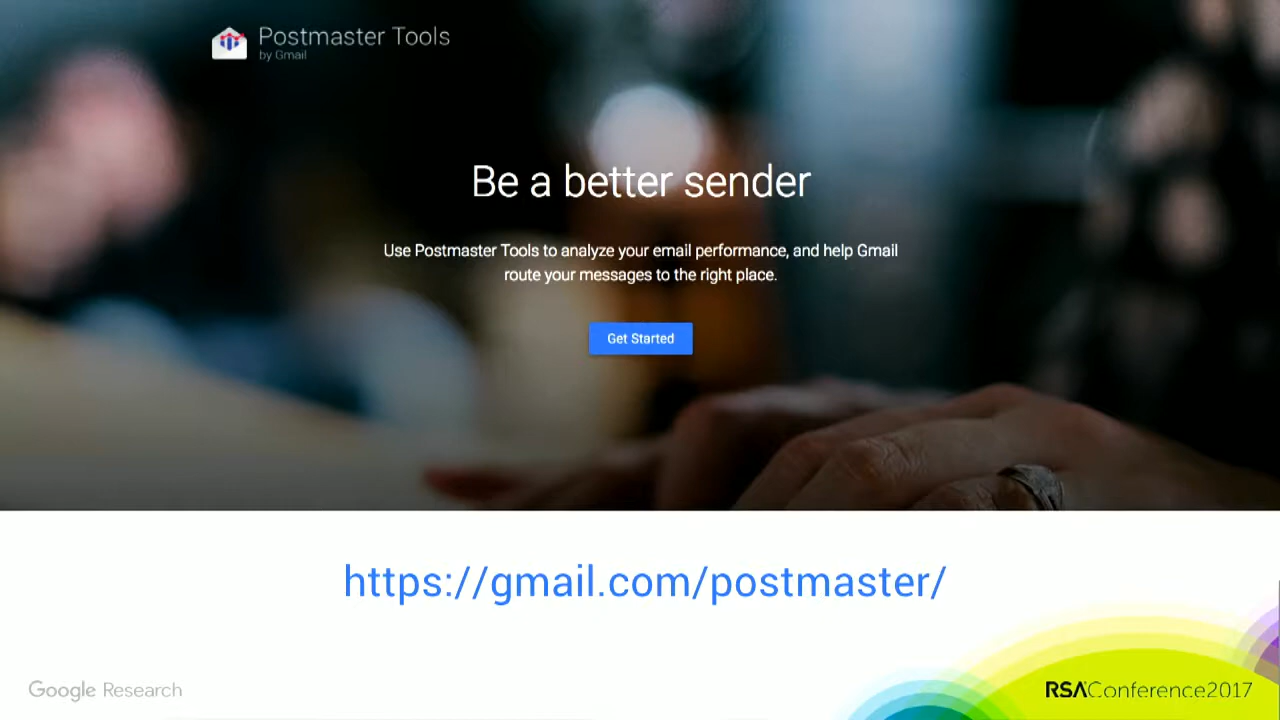 Postmaster Tools
by Gmail
Be a better sender
Use Postmaster Tools to analyze your email performance, and help Gmail
route your messages to the right place.
Get Started
https://gmail.com/postmaster/
Google Research
RSAConference2017